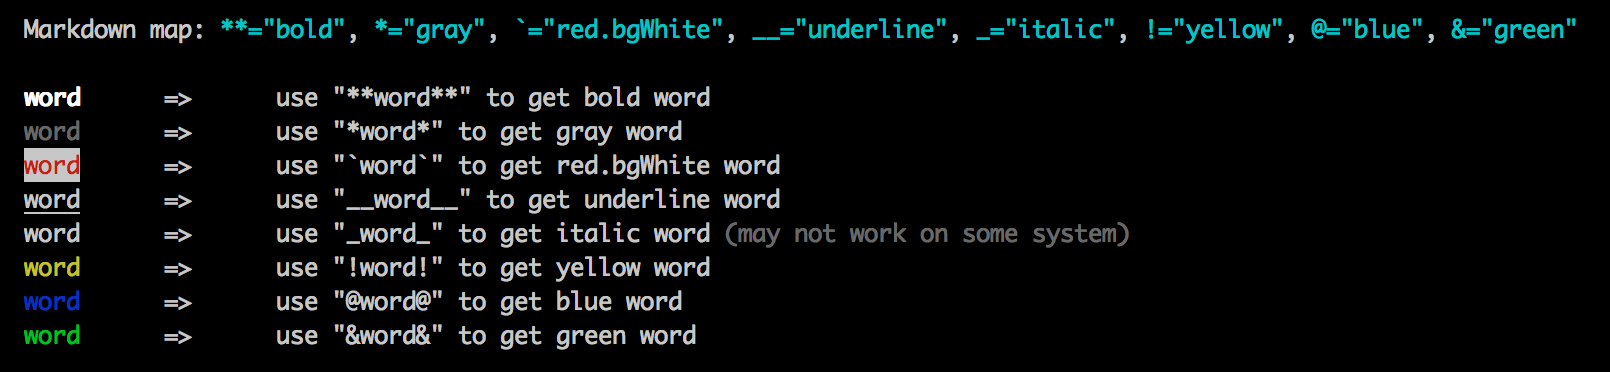 Markdown map: **="bold", *="gray", `="red.bgWhite", __="underline", _="italic", !="yellow", @="blue", &="green"
word => use "**word**" to get bold word
word => use "*word*" to get gray word
word => use "`word`" to get red.bgWhite word
word => use "__word__" to get underline word
word => use "_word_" to get italic word (may not work on some system)
word => use "!word!" to get yellow word
word => use "@word@" to get blue word
word => use "&word&" to get green word